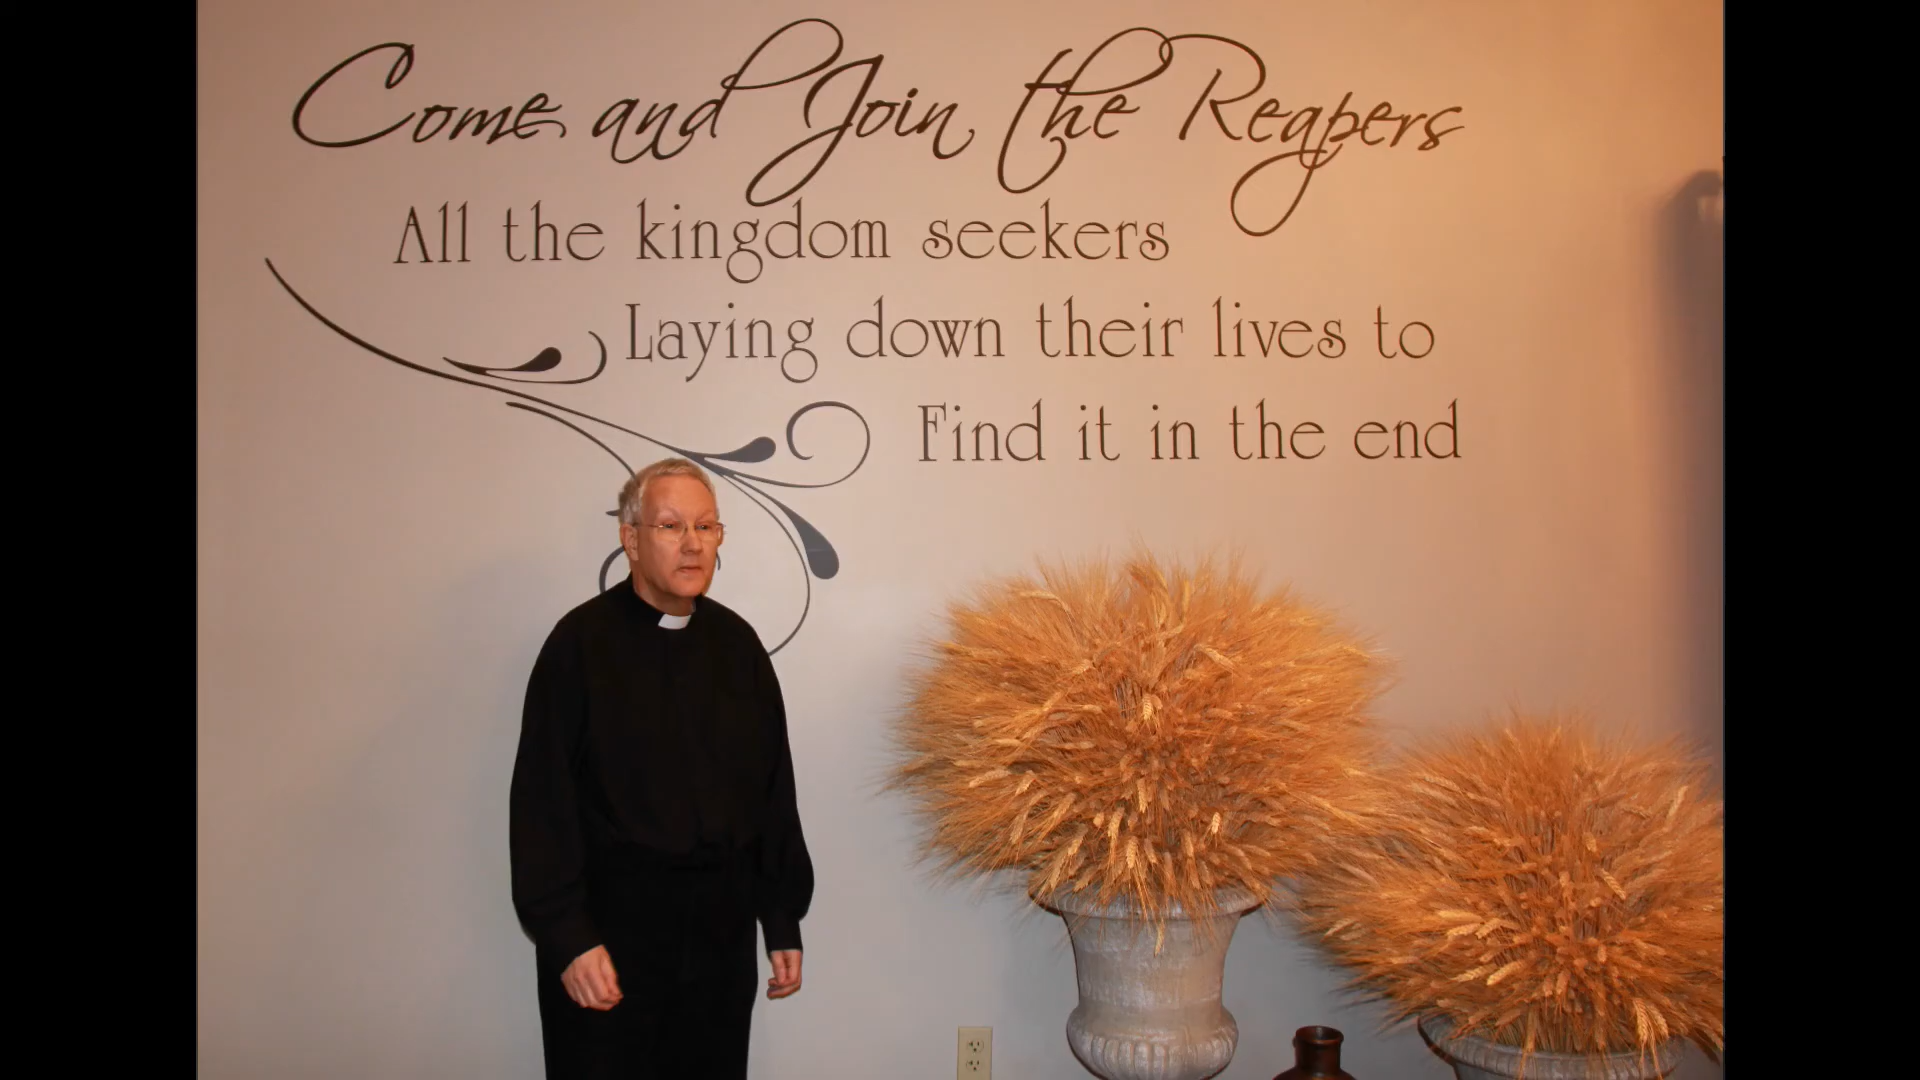 Come and Join the Reapers
All the kingdom seekers
Laying down their lives to
Find it in the end